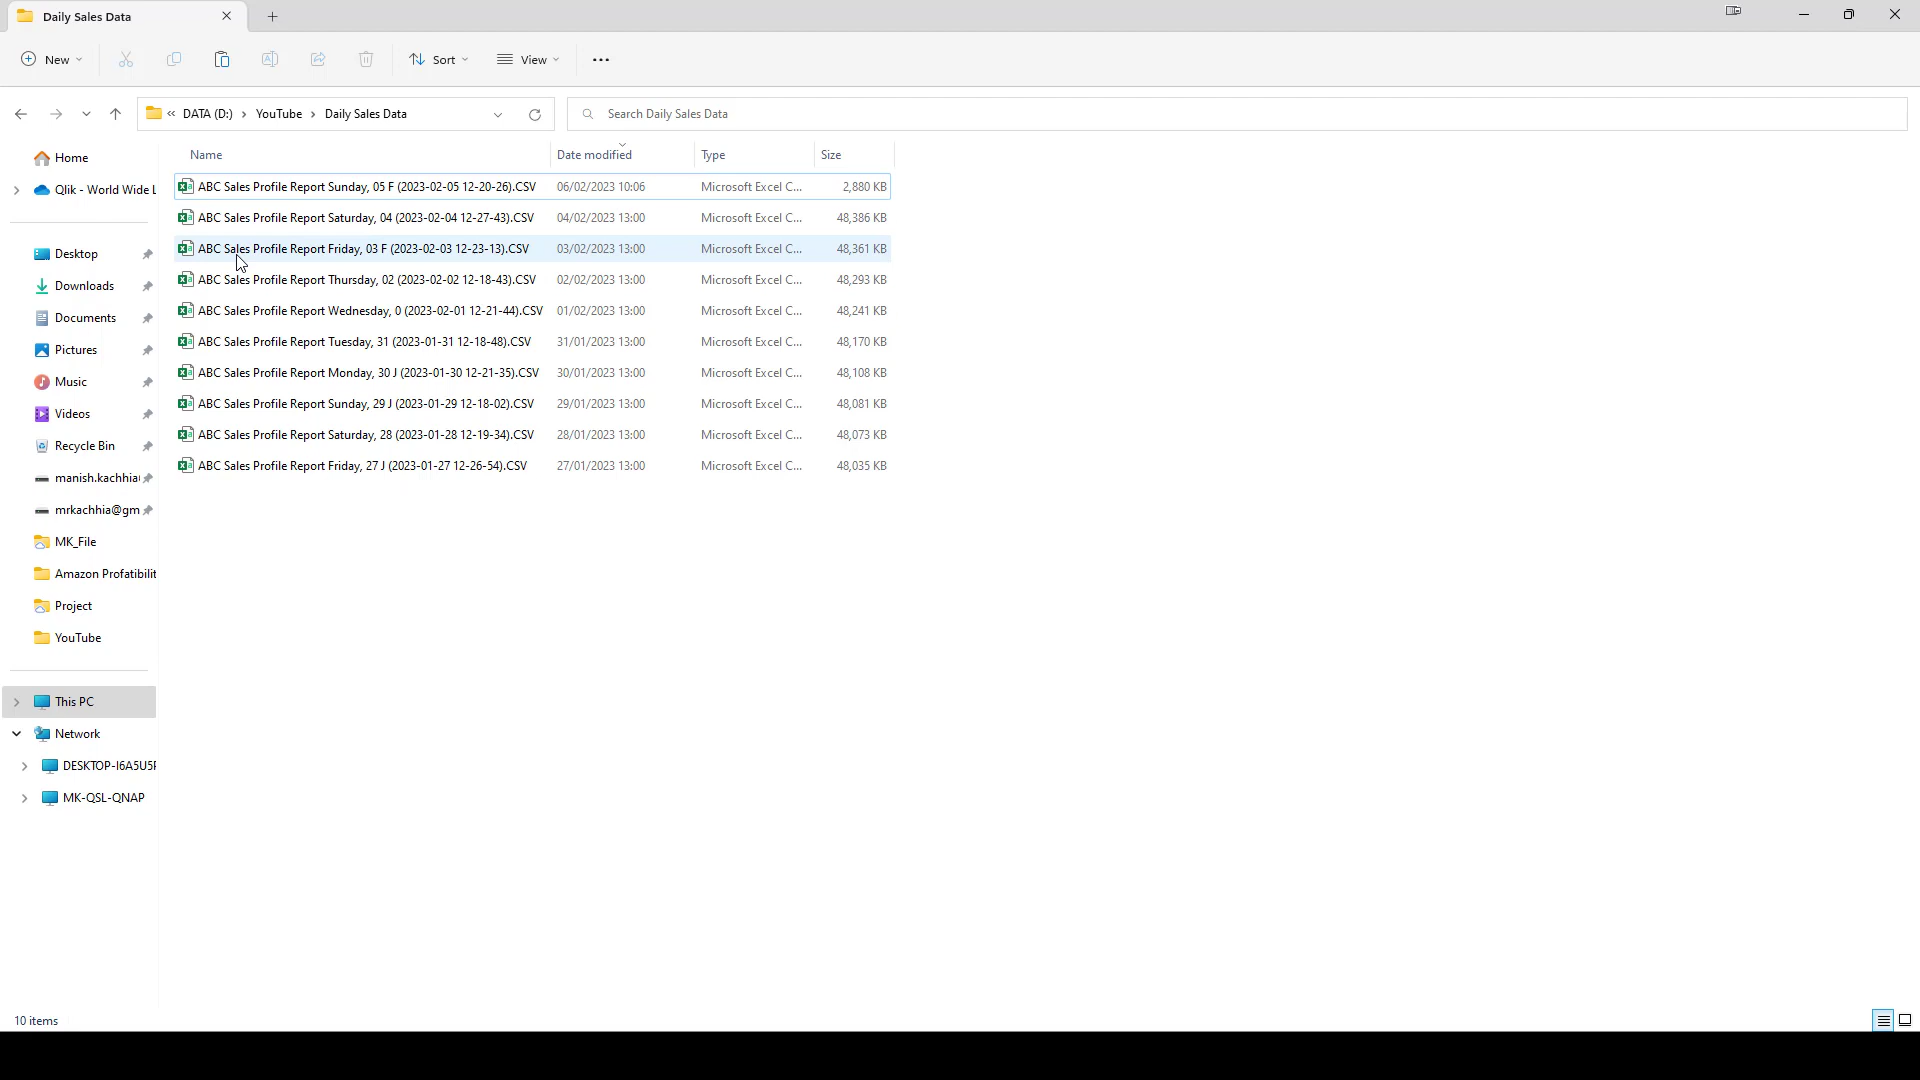 Daily Sales Data
New
Sort
View
DATA (D:)
YouTube
Daily Sales Data
Search Daily Sales Data
Name Date modified Type Size
ABC Sales Profile Report Sunday, 05 F (2023-02-05 12-20-26).CSV 06/02/2023 10:06 Microsoft Excel C... 2,880 KB
ABC Sales Profile Report Saturday, 04 (2023-02-04 12-27-43).CSV 04/02/2023 13:00 Microsoft Excel C... 48,386 KB
ABC Sales Profile Report Friday, 03 F (2023-02-03 12-23-13).CSV 03/02/2023 13:00 Microsoft Excel C... 48,361 KB
ABC Sales Profile Report Thursday, 02 (2023-02-02 12-18-43).CSV 02/02/2023 13:00 Microsoft Excel C... 48,293 KB
ABC Sales Profile Report Wednesday, 0 (2023-02-01 12-21-44).CSV 01/02/2023 13:00 Microsoft Excel C... 48,241 KB
ABC Sales Profile Report Tuesday, 31 (2023-01-31 12-18-48).CSV 31/01/2023 13:00 Microsoft Excel C... 48,170 KB
ABC Sales Profile Report Monday, 30 J (2023-01-30 12-21-35).CSV 30/01/2023 13:00 Microsoft Excel C... 48,108 KB
ABC Sales Profile Report Sunday, 29 J (2023-01-29 12-18-02).CSV 29/01/2023 13:00 Microsoft Excel C... 48,081 KB
ABC Sales Profile Report Saturday, 28 (2023-01-28 12-19-34).CSV 28/01/2023 13:00 Microsoft Excel C... 48,073 KB
ABC Sales Profile Report Friday, 27 J (2023-01-27 12-26-54).CSV 27/01/2023 13:00 Microsoft Excel C... 48,035 KB
Home
Qlik - World Wide L
Desktop
Downloads
Documents
Pictures
Music
Videos
Recycle Bin
manish.kachhia
mrkachhia@gm
MK_File
Amazon Profatibilit
Project
YouTube
This PC
Network
DESKTOP-I6A5U5F
MK-QSL-QNAP
10 items